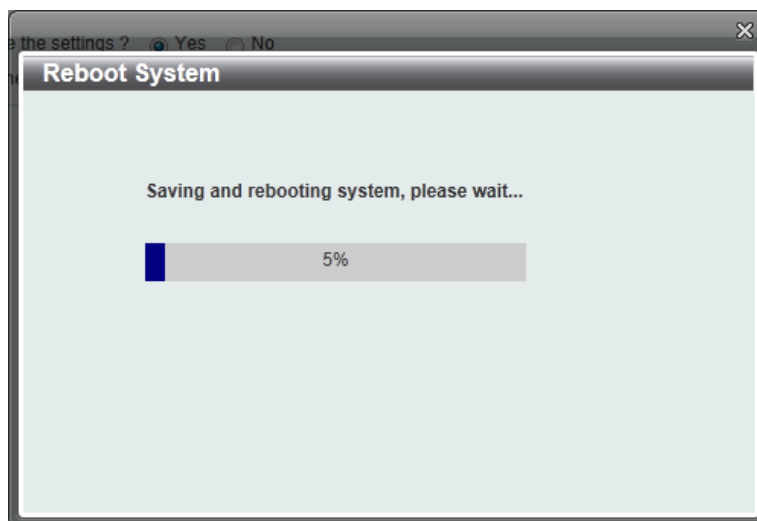 e the settings ? Yes No
Reboot System
Saving and rebooting system, please wait...
5%